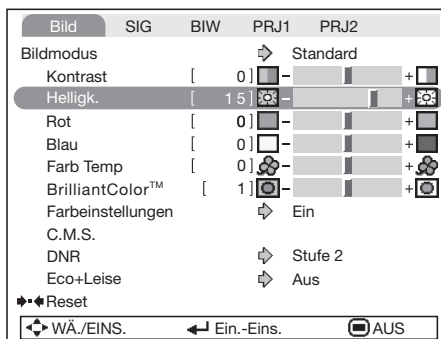 Bild SIG BIW PRJ1 PRJ2
Bildmodus Standard
Kontrast [ 0] - +
Helligk. [ 15] - +
Rot [ 0] - +
Blau [ 0] - +
Farb Temp [ 0] - +
BrilliantColor™ [ 1] - +
Farbeinstellungen Ein
C.M.S.
DNR Stufe 2
Eco+Leise Aus
Reset
WÄ./EINS. Ein.-Eins. AUS